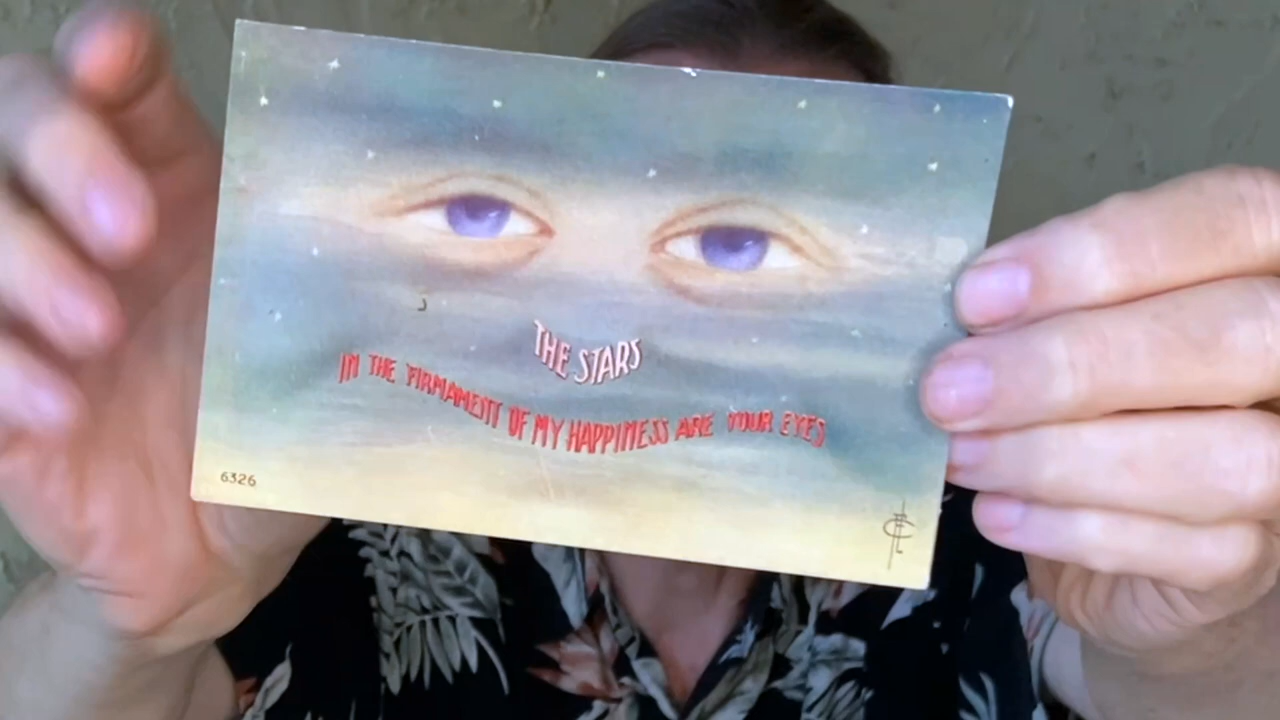 THE STARS
IN THE FIRMAMENT OF MY HAPPINESS ARE YOUR EYES
6326